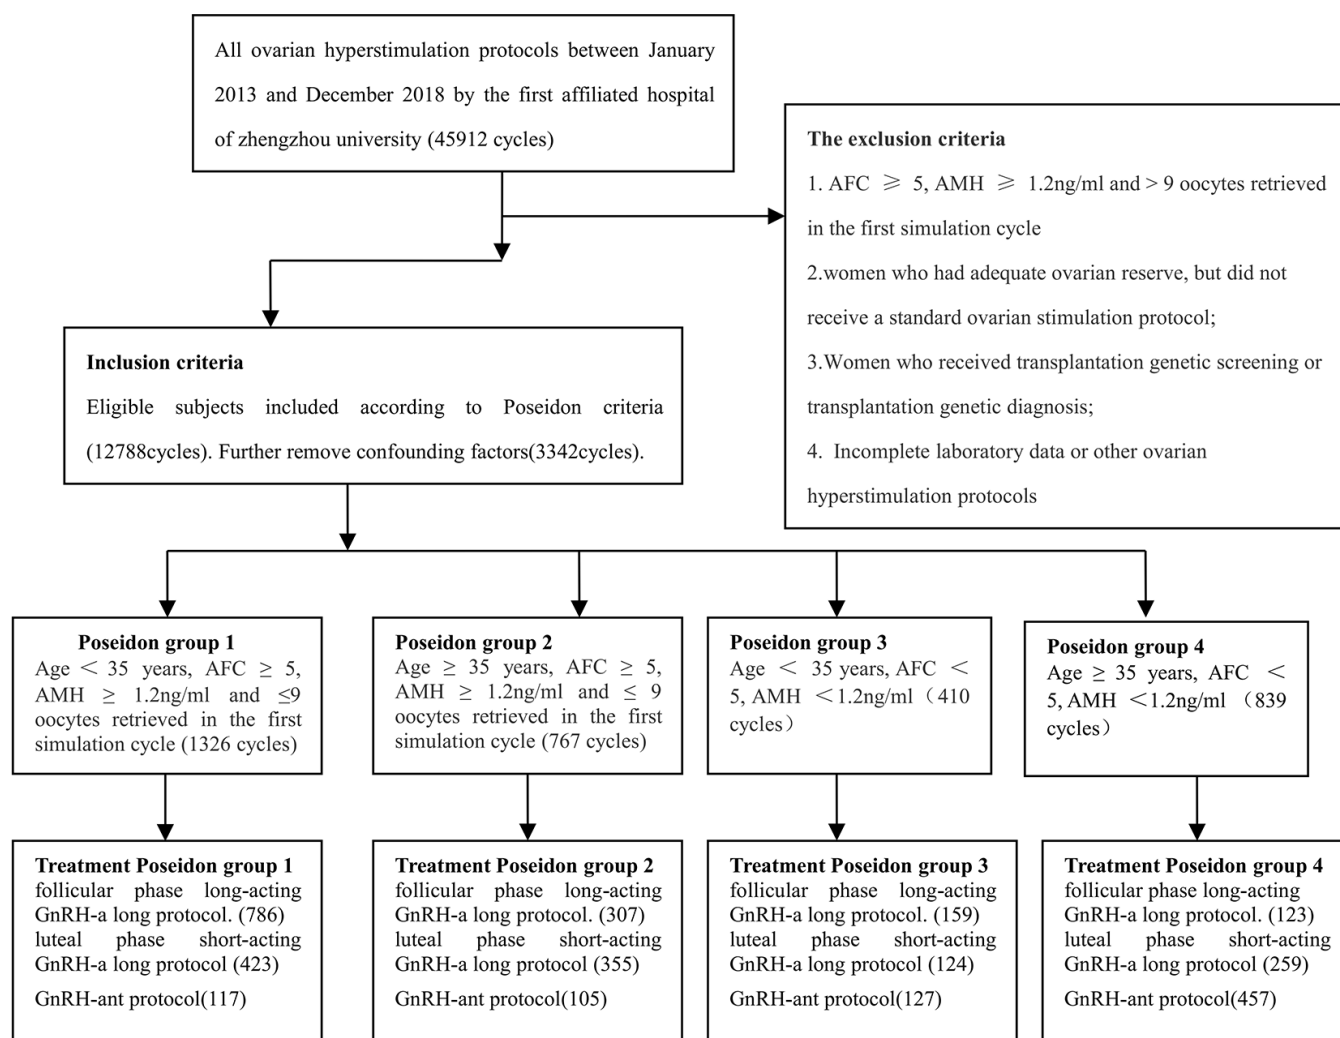 All ovarian hyperstimulation protocols between January
2013 and December 2018 by the first affiliated hospital
of zhengzhou university (45912 cycles)
The exclusion criteria
1. AFC ≥ 5, AMH ≥ 1.2ng/ml and > 9 oocytes retrieved
in the first simulation cycle
2.women who had adequate ovarian reserve, but did not
receive a standard ovarian stimulation protocol;
3.Women who received transplantation genetic screening or
transplantation genetic diagnosis;
4. Incomplete laboratory data or other ovarian
hyperstimulation protocols
Inclusion criteria
Eligible subjects included according to Poseidon criteria
(12788cycles). Further remove confounding factors(3342cycles).
Poseidon group 1
Age < 35 years, AFC ≥ 5,
AMH ≥ 1.2ng/ml and ≤9
oocytes retrieved in the first
simulation cycle (1326 cycles)
Poseidon group 2
Age ≥ 35 years, AFC ≥ 5,
AMH ≥ 1.2ng/ml and ≤ 9
oocytes retrieved in the first
simulation cycle (767 cycles)
Poseidon group 3
Age < 35 years, AFC <
5, AMH <1.2ng/ml（410
cycles）
Poseidon group 4
Age ≥ 35 years, AFC <
5, AMH <1.2ng/ml （839
cycles）
Treatment Poseidon group 1
follicular phase long-acting
GnRH-a long protocol. (786)
luteal phase short-acting
GnRH-a long protocol (423)
GnRH-ant protocol(117)
Treatment Poseidon group 2
follicular phase long-acting
GnRH-a long protocol. (307)
luteal phase short-acting
GnRH-a long protocol (355)
GnRH-ant protocol(105)
Treatment Poseidon group 3
follicular phase long-acting
GnRH-a long protocol. (159)
luteal phase short-acting
GnRH-a long protocol (124)
GnRH-ant protocol(127)
Treatment Poseidon group 4
follicular phase long-acting
GnRH-a long protocol. (123)
luteal phase short-acting
GnRH-a long protocol (259)
GnRH-ant protocol(457)